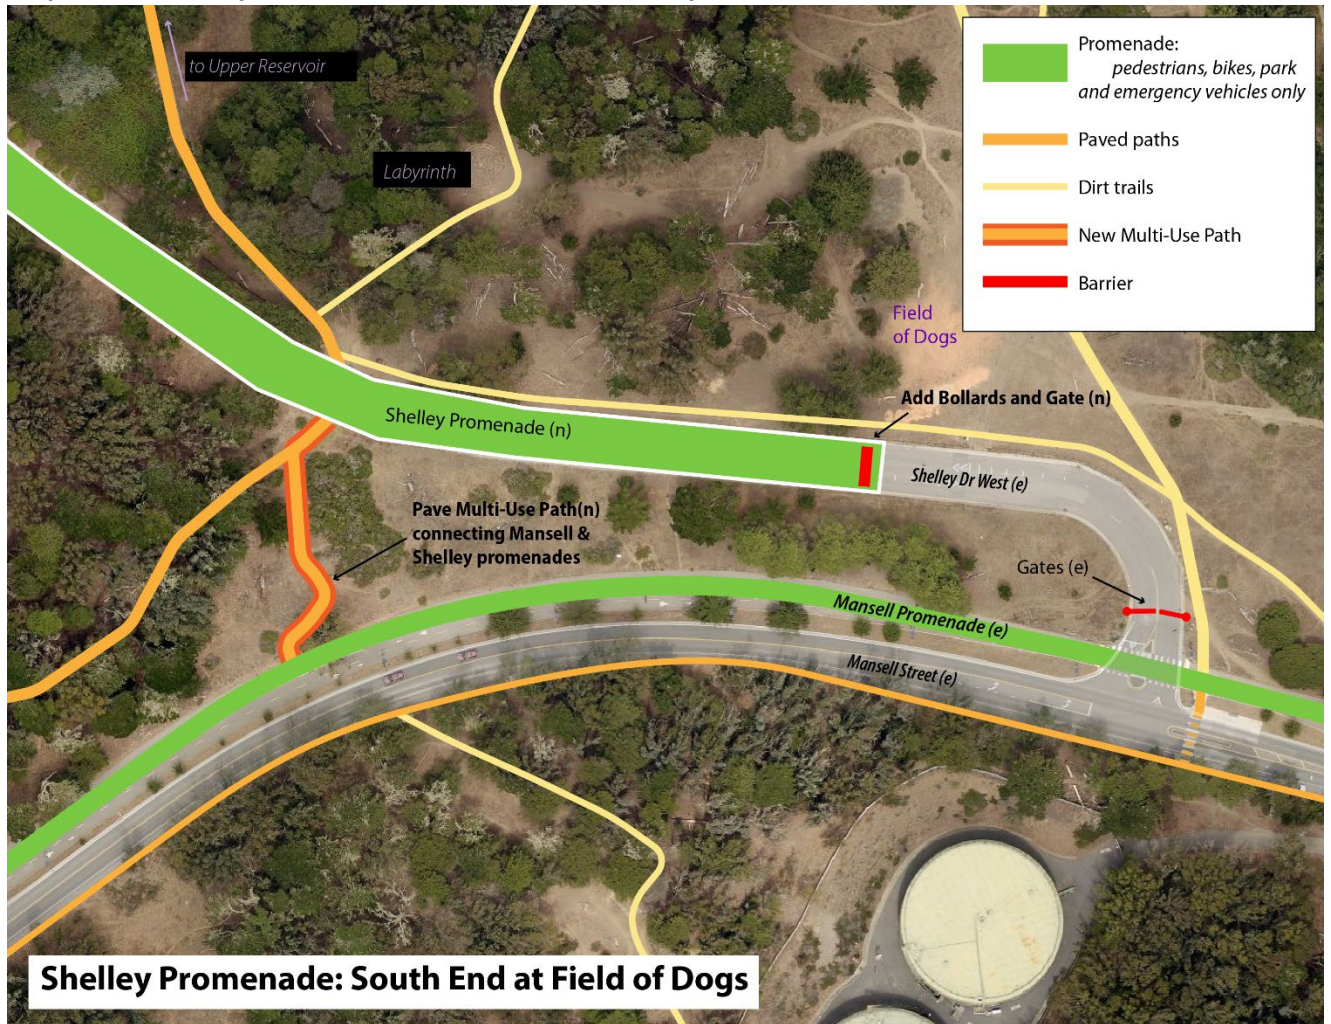 to Upper Reservoir
Labyrinth
Promenade:
pedestrians, bikes, park
and emergency vehicles only
Paved paths
Dirt trails
New Multi-Use Path
Barrier
Field
of Dogs
Add Bollards and Gate (n)
Shelley Promenade (n)
Shelley Dr West (e)
Pave Multi-Use Path(n)
connecting Mansell &
Shelley promenades
Gates (e)
Mansell Promenade (e)
Mansell Street (e)
Shelley Promenade: South End at Field of Dogs